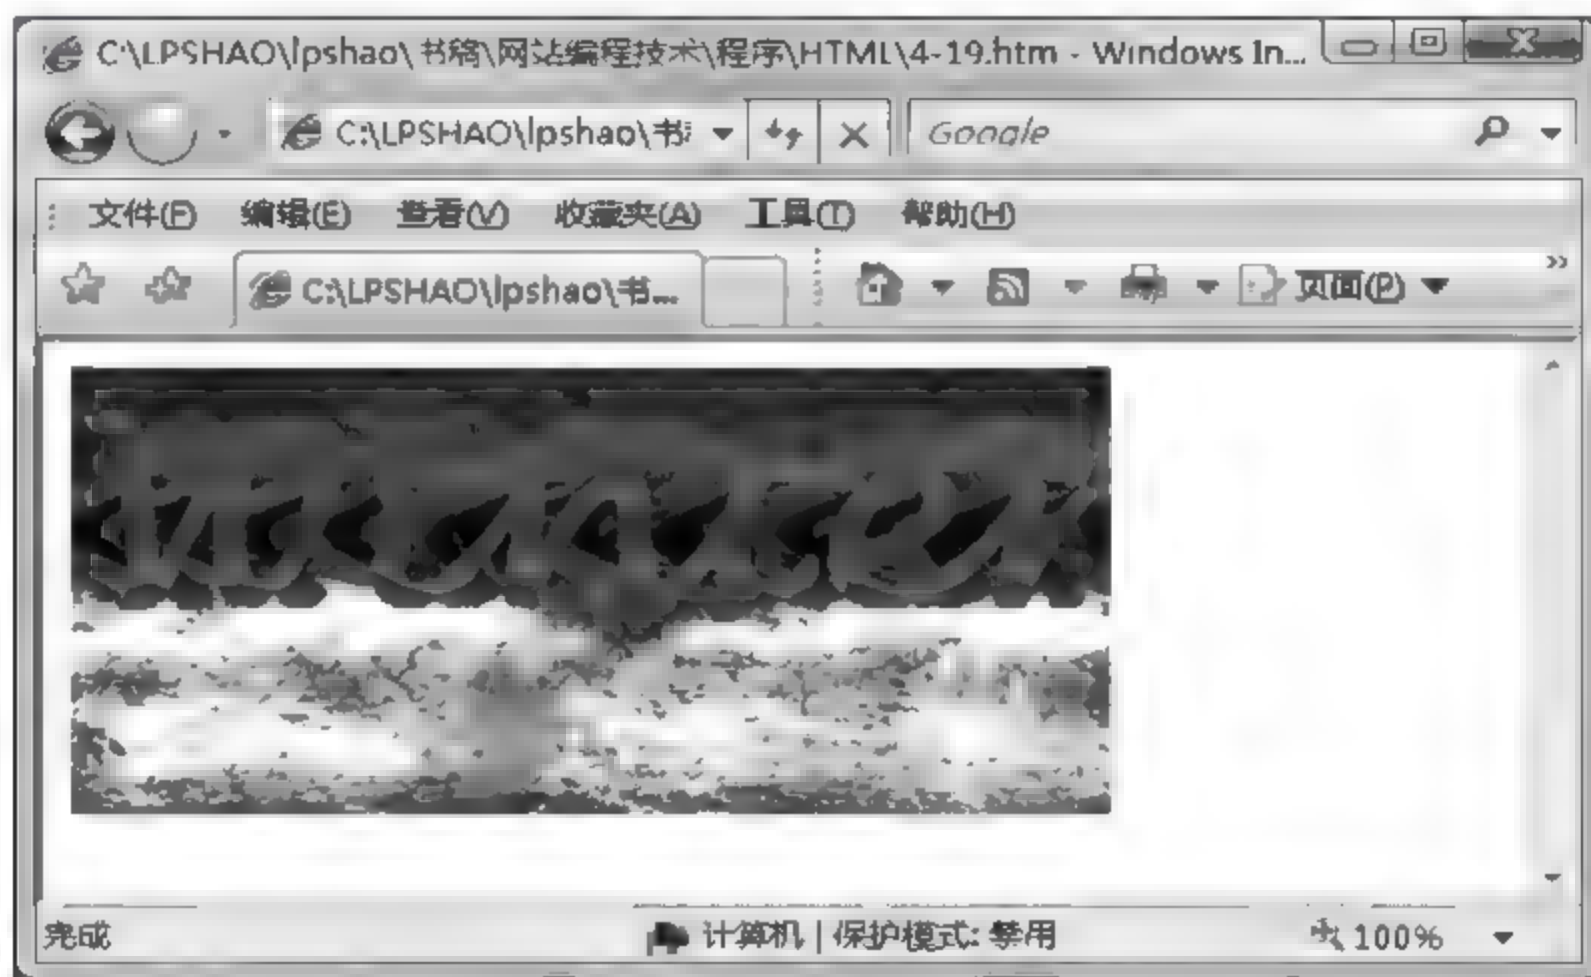 C:\LPSHAO\lpshao\书稿\网站编程技术\程序\HTML\4-19.htm - Windows In...
C:\LPSHAO\lpshao\书 Google
文件(F) 编辑(E) 查看(V) 收藏夹(A) 工具(T) 帮助(H)
C:\LPSHAO\lpshao\书... 页面(P) »
完成 计算机 | 保护模式: 禁用 100%